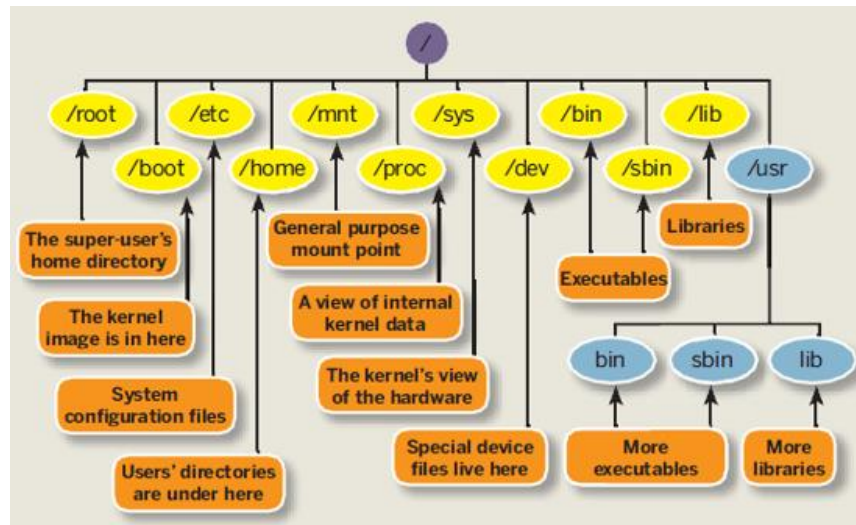 /
/root
/etc
/mnt
/sys
/bin
/lib
/boot
/home
/proc
/dev
/sbin
/usr
The super-user's
home directory
General purpose
mount point
Libraries
Executables
The kernel
image is in here
A view of internal
kernel data
The kernel's view
of the hardware
bin
sbin
lib
System
configuration files
Users' directories
are under here
Special device
files live here
More
executables
More
libraries